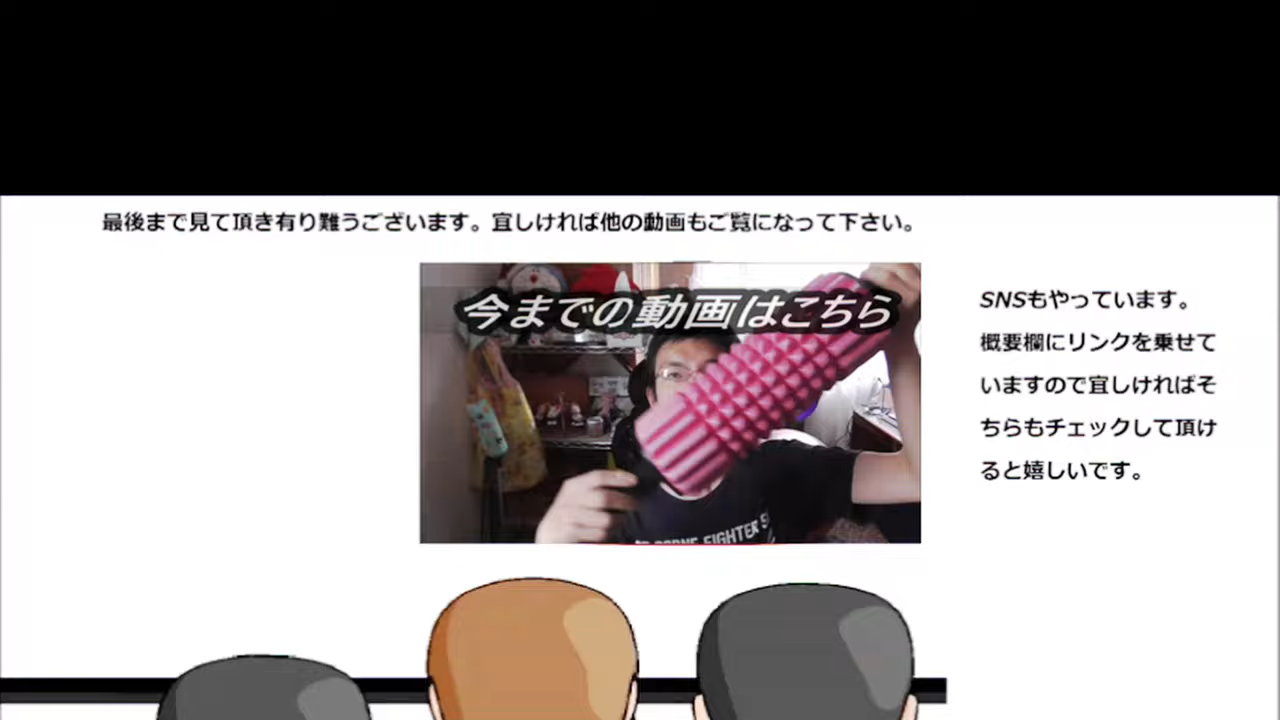 最後まで見て頂き有り難うございます。宜しければ他の動画もご覧になって下さい。
今までの動画はこちら
SNSもやっています。
概要欄にリンクを乗せて
いますので宜しければそ
ちらもチェックして頂け
ると嬉しいです。
FIGHTER